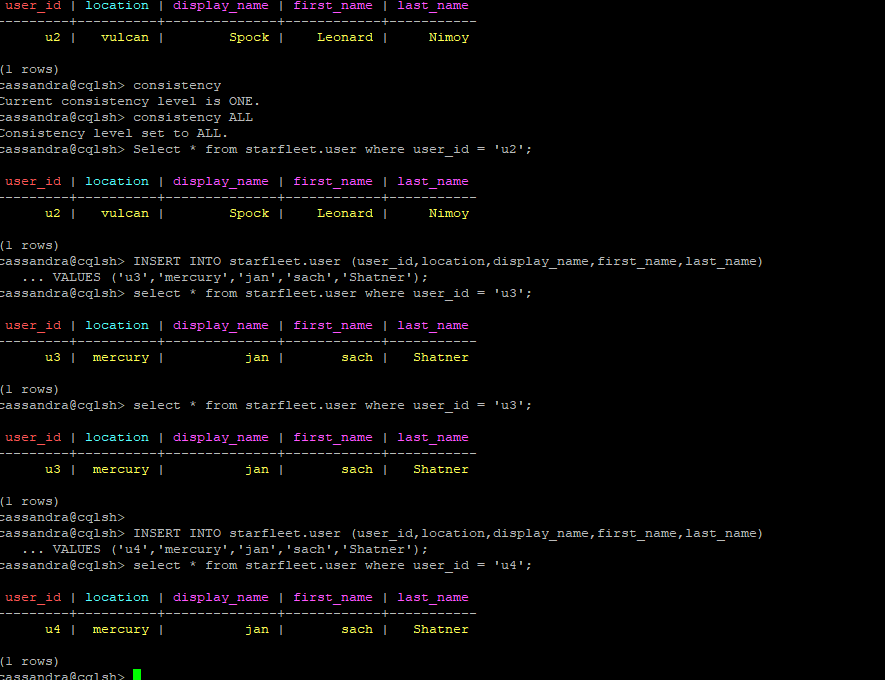 user_id | location | display_name | first_name | last_name
---------+----------+--------------+------------+-----------
u2 | vulcan | Spock | Leonard | Nimoy
(1 rows)
cassandra@cqlsh> consistency
Current consistency level is ONE.
cassandra@cqlsh> consistency ALL
Consistency level set to ALL.
cassandra@cqlsh> Select * from starfleet.user where user_id = 'u2';
user_id | location | display_name | first_name | last_name
---------+----------+--------------+------------+-----------
u2 | vulcan | Spock | Leonard | Nimoy
(1 rows)
cassandra@cqlsh> INSERT INTO starfleet.user (user_id,location,display_name,first_name,last_name)
... VALUES ('u3','mercury','jan','sach','Shatner');
cassandra@cqlsh> select * from starfleet.user where user_id = 'u3';
user_id | location | display_name | first_name | last_name
---------+----------+--------------+------------+-----------
u3 | mercury | jan | sach | Shatner
(1 rows)
cassandra@cqlsh> select * from starfleet.user where user_id = 'u3';
user_id | location | display_name | first_name | last_name
---------+----------+--------------+------------+-----------
u3 | mercury | jan | sach | Shatner
(1 rows)
cassandra@cqlsh>
cassandra@cqlsh> INSERT INTO starfleet.user (user_id,location,display_name,first_name,last_name)
... VALUES ('u4','mercury','jan','sach','Shatner');
cassandra@cqlsh> select * from starfleet.user where user_id = 'u4';
user_id | location | display_name | first_name | last_name
---------+----------+--------------+------------+-----------
u4 | mercury | jan | sach | Shatner
(1 rows)
cassandra@cqlsh>